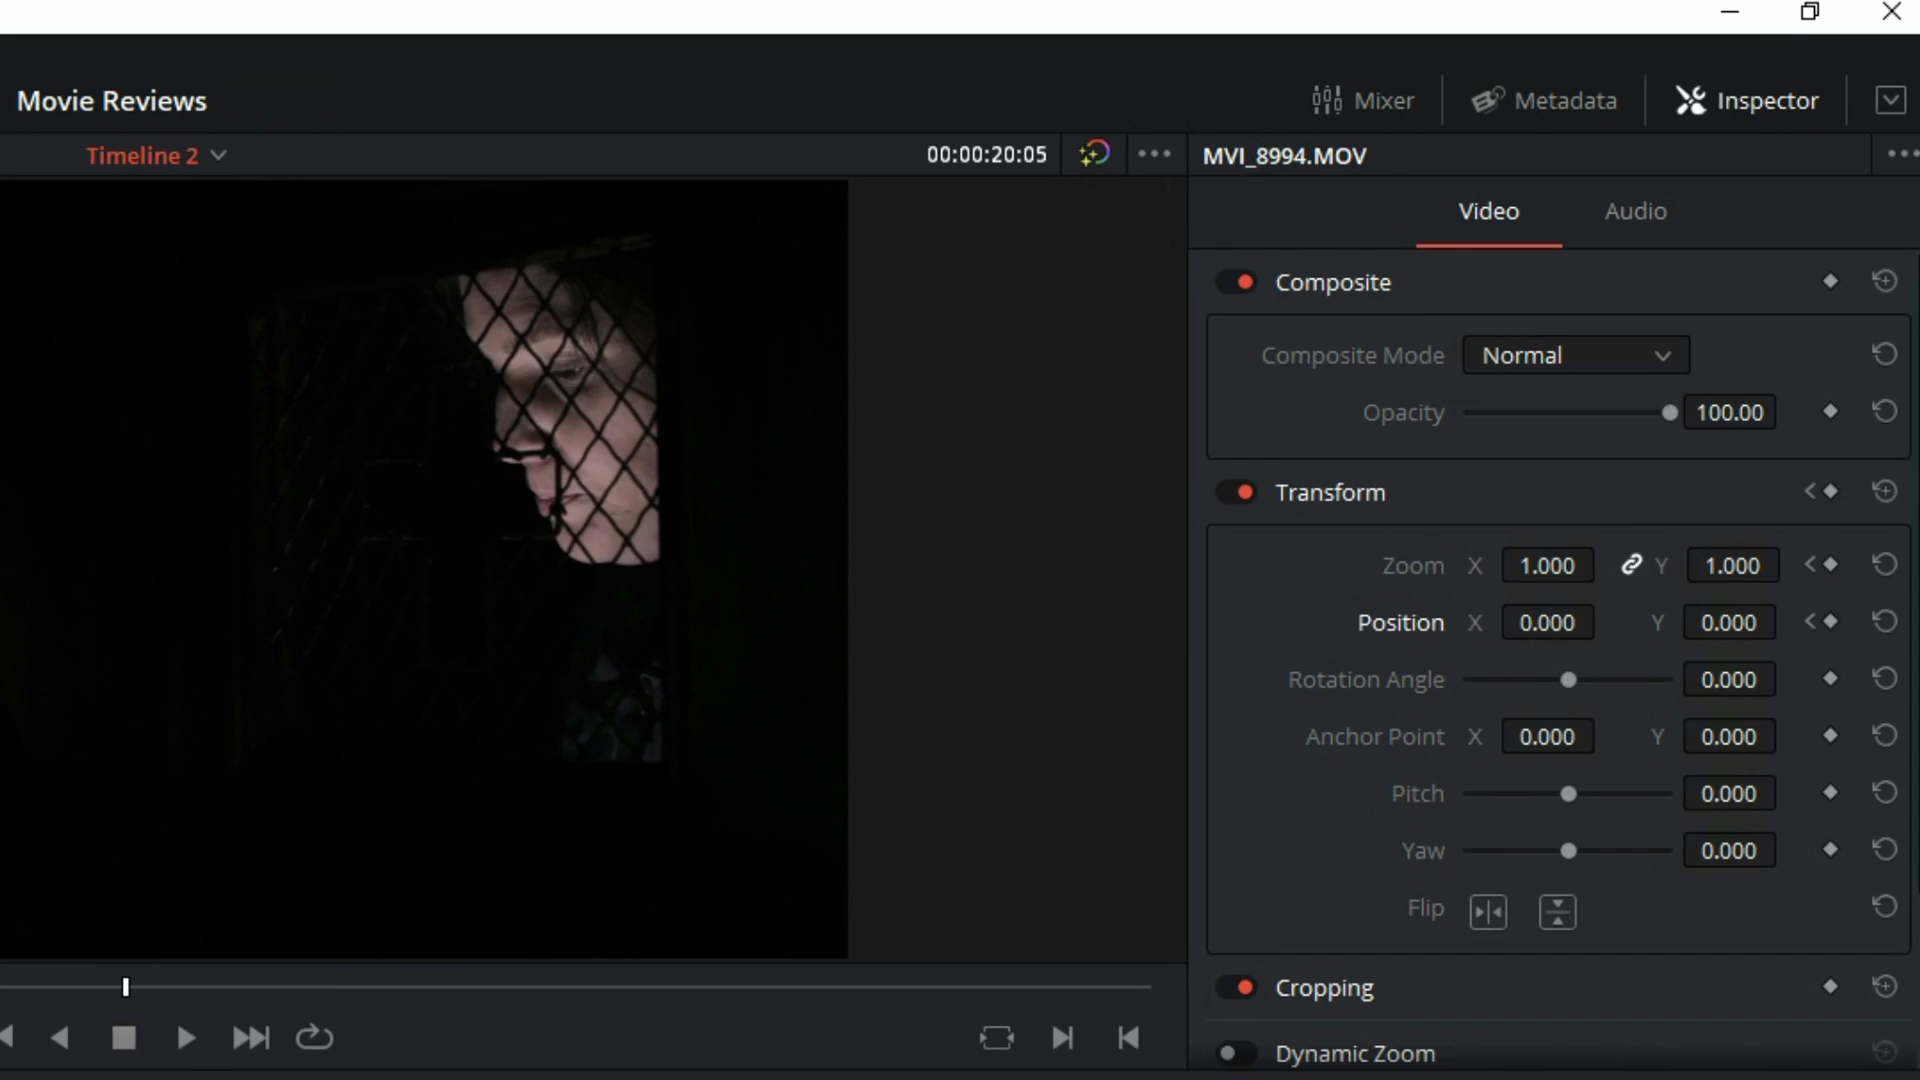 Movie Reviews
Mixer
Metadata
Inspector
Timeline 2
00:00:20:05
MVI_8994.MOV
Video
Audio
Composite
Composite Mode Normal
Opacity 100.00
Transform
Zoom X 1.000 Y 1.000
Position X 0.000 Y 0.000
Rotation Angle 0.000
Anchor Point X 0.000 Y 0.000
Pitch 0.000
Yaw 0.000
Flip
Cropping
Dynamic Zoom